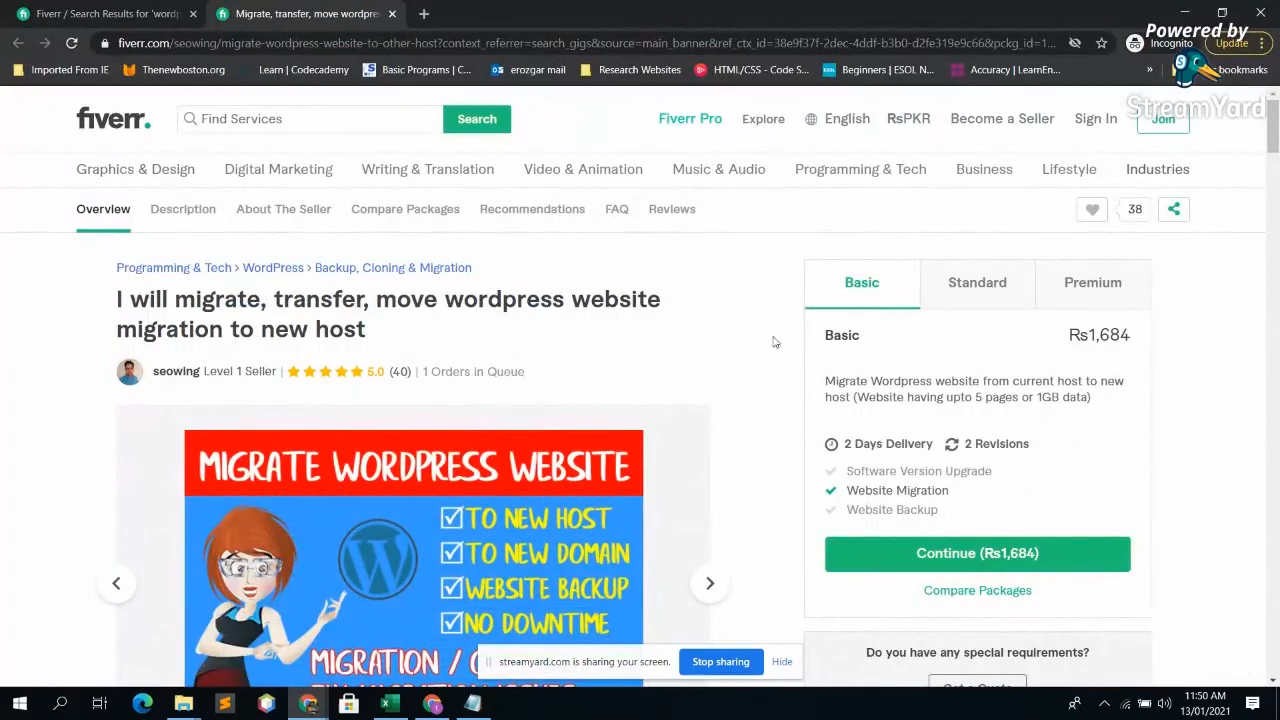 Fiverr / Search Results for 'wordp
Migrate, transfer, move wordpres
Powered by
fiverr.com/seowing/migrate-wordpress-website-to-other-host?context_referer=search_gigs&source=main_banner&ref_ctx_id=38e9f37f-2dec-4ddf-b3b0-d2fe319e9c66&pckg_id=1...
Incognito
Update
Imported From IE
Thenewboston.org
Learn | Codecademy
Basic Programs | C...
erozgar mail
Research Websites
HTML/CSS - Code S...
Beginners | ESOL N...
Accuracy | LearnEn...
»
bookmarks
StreamYard
fiverr.
Find Services
Search
Fiverr Pro
Explore
English
₨PKR
Become a Seller
Sign In
Join
Graphics & Design
Digital Marketing
Writing & Translation
Video & Animation
Music & Audio
Programming & Tech
Business
Lifestyle
Industries
Overview
Description
About The Seller
Compare Packages
Recommendations
FAQ
Reviews
38
Programming & Tech > WordPress > Backup, Cloning & Migration
I will migrate, transfer, move wordpress website
migration to new host
seowing Level 1 Seller | 5.0 (40) | 1 Orders in Queue
MIGRATE WORDPRESS WEBSITE
TO NEW HOST
TO NEW DOMAIN
WEBSITE BACKUP
NO DOWNTIME
MIGRATION /
Basic
Standard
Premium
Basic
₨1,684
Migrate Wordpress website from current host to new
host (Website having upto 5 pages or 1GB data)
2 Days Delivery
2 Revisions
Software Version Upgrade
Website Migration
Website Backup
Continue (₨1,684)
Compare Packages
Do you have any special requirements?
Get a Quote
streamyard.com is sharing your screen.
Stop sharing
Hide
11:50 AM
13/01/2021